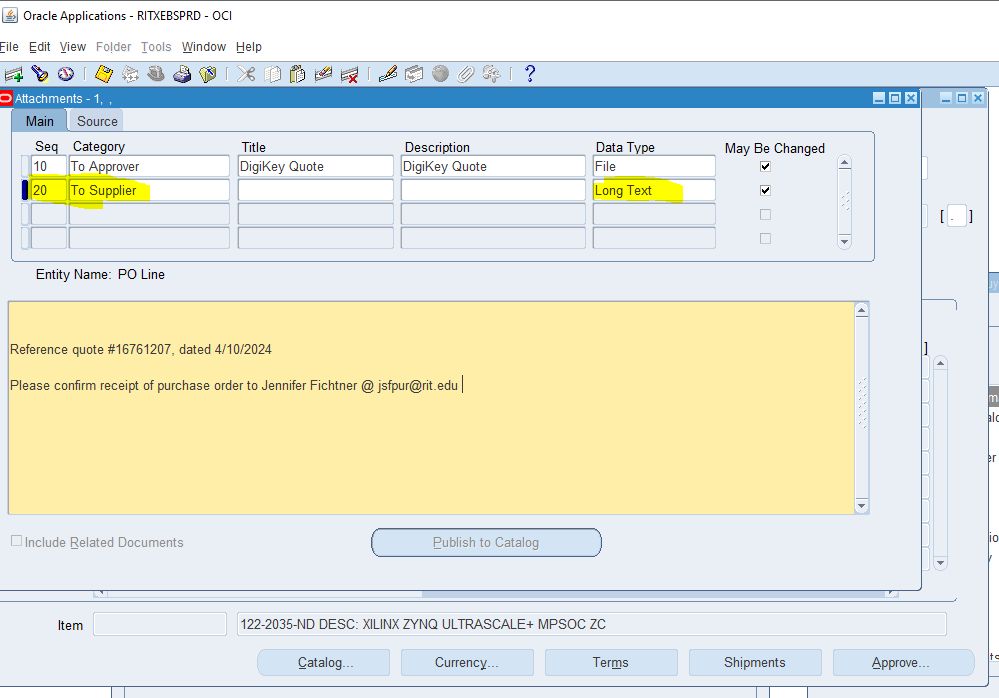 Oracle Applications - RITXEBSPRD - OCI
File Edit View Folder Tools Window Help
Attachments - 1, ,
Main Source
Seq Category Title Description Data Type May Be Changed
10 To Approver DigiKey Quote DigiKey Quote File
20 To Supplier Long Text
[ . ]
Entity Name: PO Line
]
Reference quote #16761207, dated 4/10/2024
Please confirm receipt of purchase order to Jennifer Fichtner @ jsfpur@rit.edu
Include Related Documents Publish to Catalog
Item 122-2035-ND DESC: XILINX ZYNQ ULTRASCALE+ MPSOC ZC
Catalog... Currency... Terms Shipments Approve...